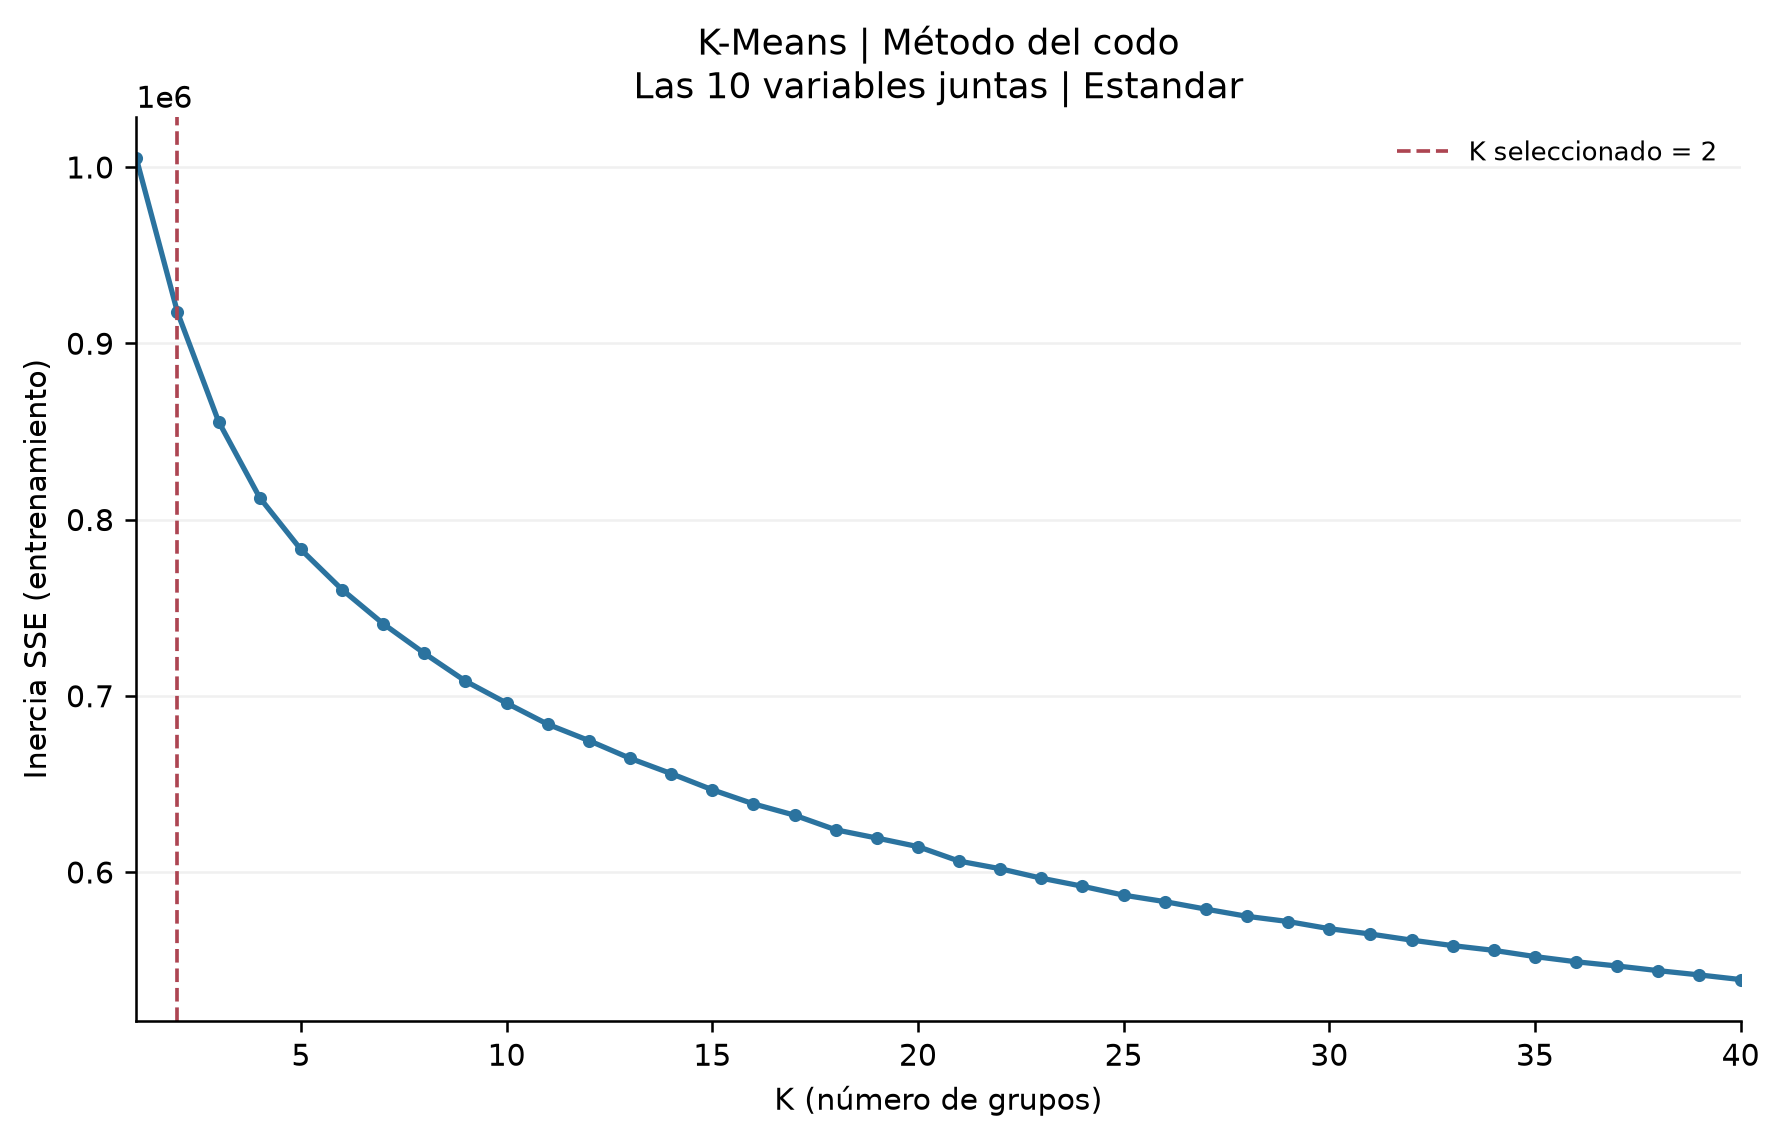 K-Means | Método del codo
Las 10 variables juntas | Estandar
1e6
K seleccionado = 2
1.0
0.9
0.8
0.7
0.6
Inercia SSE (entrenamiento)
5 10 15 20 25 30 35 40
K (número de grupos)